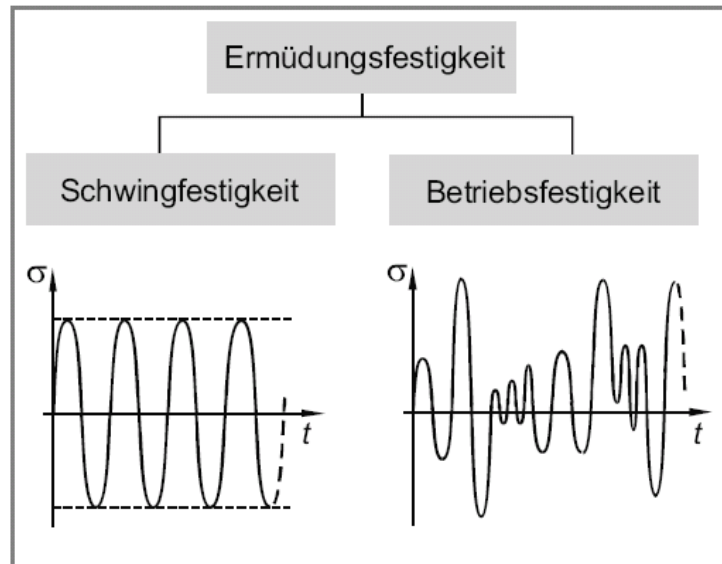 Ermüdungsfestigkeit
Schwingfestigkeit
Betriebsfestigkeit
σ
t
σ
t